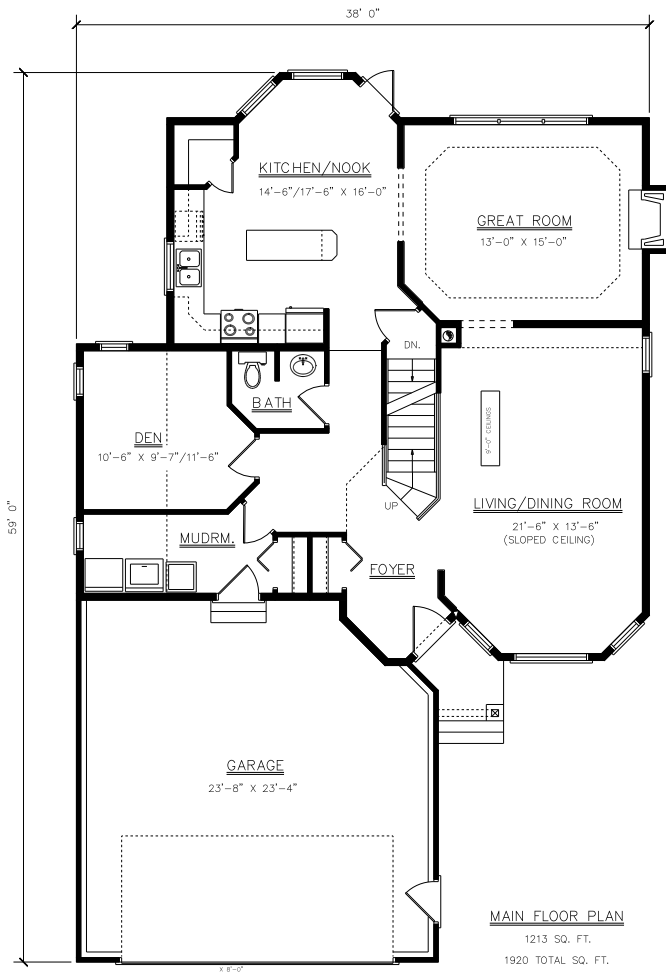 38' 0"
KITCHEN/NOOK
14'-6"/17'-6" X 16'-0"
GREAT ROOM
13'-0" X 15'-0"
DN.
BATH
9'-0" CEILINGS
DEN
10'-6" X 9'-7"/11'-6"
59' 0"
UP
LIVING/DINING ROOM
21'-6" X 13'-6"
(SLOPED CEILING)
MUDRM.
FOYER
GARAGE
23'-8" X 23'-4"
MAIN FLOOR PLAN
1213 SQ. FT.
1920 TOTAL SQ. FT.
X 8'-0"